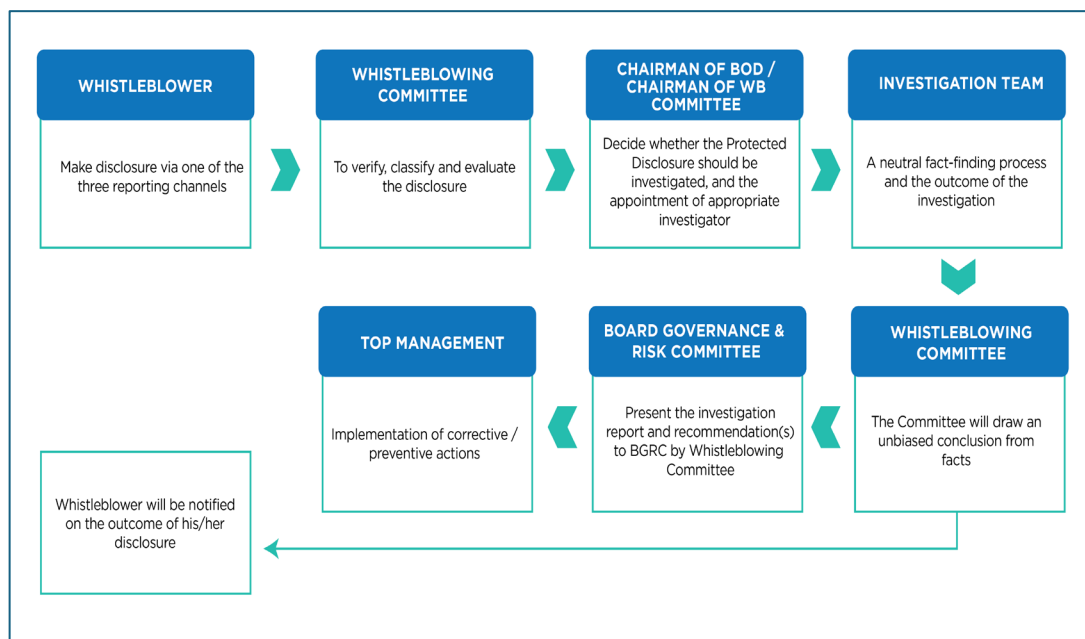 WHISTLEBLOWER
Make disclosure via one of the
three reporting channels
WHISTLEBLOWING
COMMITTEE
To verify, classify and evaluate
the disclosure
CHAIRMAN OF BOD /
CHAIRMAN OF WB
COMMITTEE
Decide whether the Protected
Disclosure should be
investigated, and the
appointment of appropriate
investigator
INVESTIGATION TEAM
A neutral fact-finding process
and the outcome of the
investigation
WHISTLEBLOWING
COMMITTEE
The Committee will draw an
unbiased conclusion from
facts
BOARD GOVERNANCE &
RISK COMMITTEE
Present the investigation
report and recommendation(s)
to BGRC by Whistleblowing
Committee
TOP MANAGEMENT
Implementation of corrective /
preventive actions
Whistleblower will be notified
on the outcome of his/her
disclosure